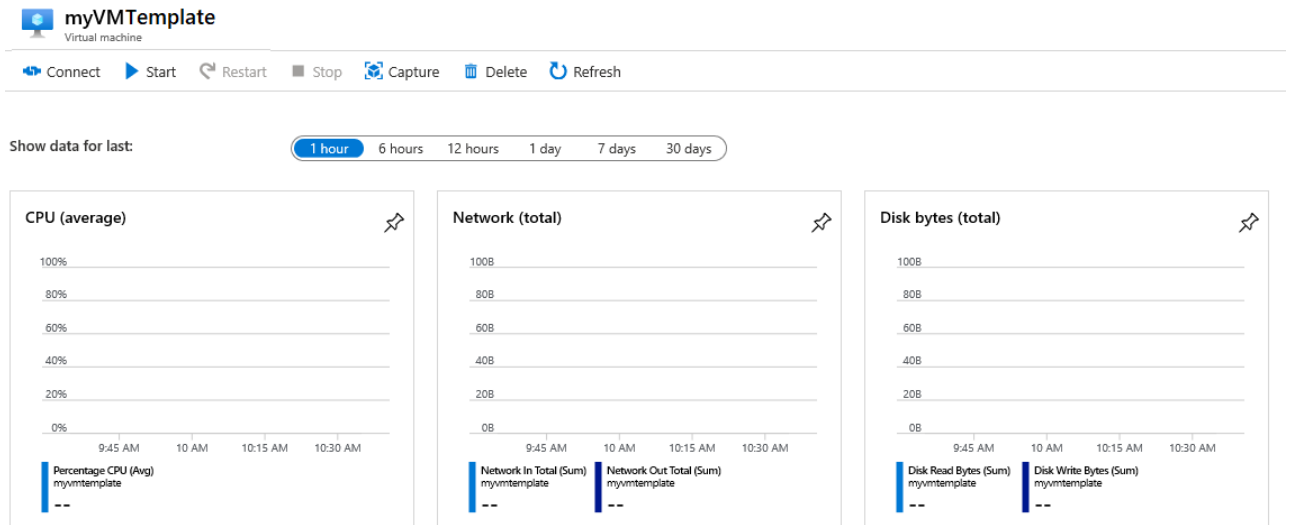 myVMTemplate
Virtual machine
Connect Start Restart Stop Capture Delete Refresh
Show data for last: 1 hour 6 hours 12 hours 1 day 7 days 30 days
CPU (average)
100%
80%
60%
40%
20%
0%
9:45 AM 10 AM 10:15 AM 10:30 AM
Percentage CPU (Avg)
myvmtemplate
--
Network (total)
100B
80B
60B
40B
20B
0B
9:45 AM 10 AM 10:15 AM 10:30 AM
Network In Total (Sum) Network Out Total (Sum)
myvmtemplate myvmtemplate
-- --
Disk bytes (total)
100B
80B
60B
40B
20B
0B
9:45 AM 10 AM 10:15 AM 10:30 AM
Disk Read Bytes (Sum) Disk Write Bytes (Sum)
myvmtemplate myvmtemplate
-- --